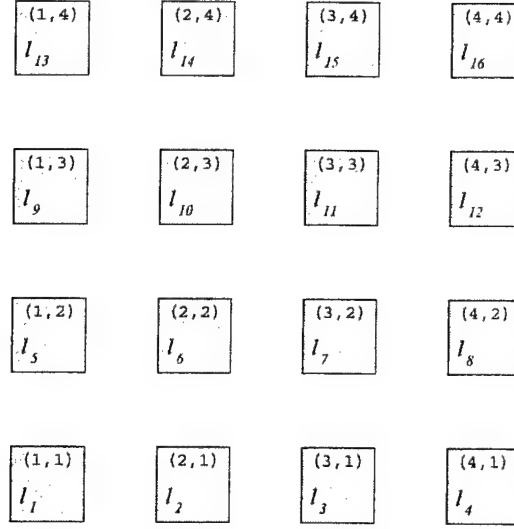 (1,4) (2,4) (3,4) (4,4)
l13 l14 l15 l16
(1,3) (2,3) (3,3) (4,3)
l9 l10 l11 l12
(1,2) (2,2) (3,2) (4,2)
l5 l6 l7 l8
(1,1) (2,1) (3,1) (4,1)
l1 l2 l3 l4